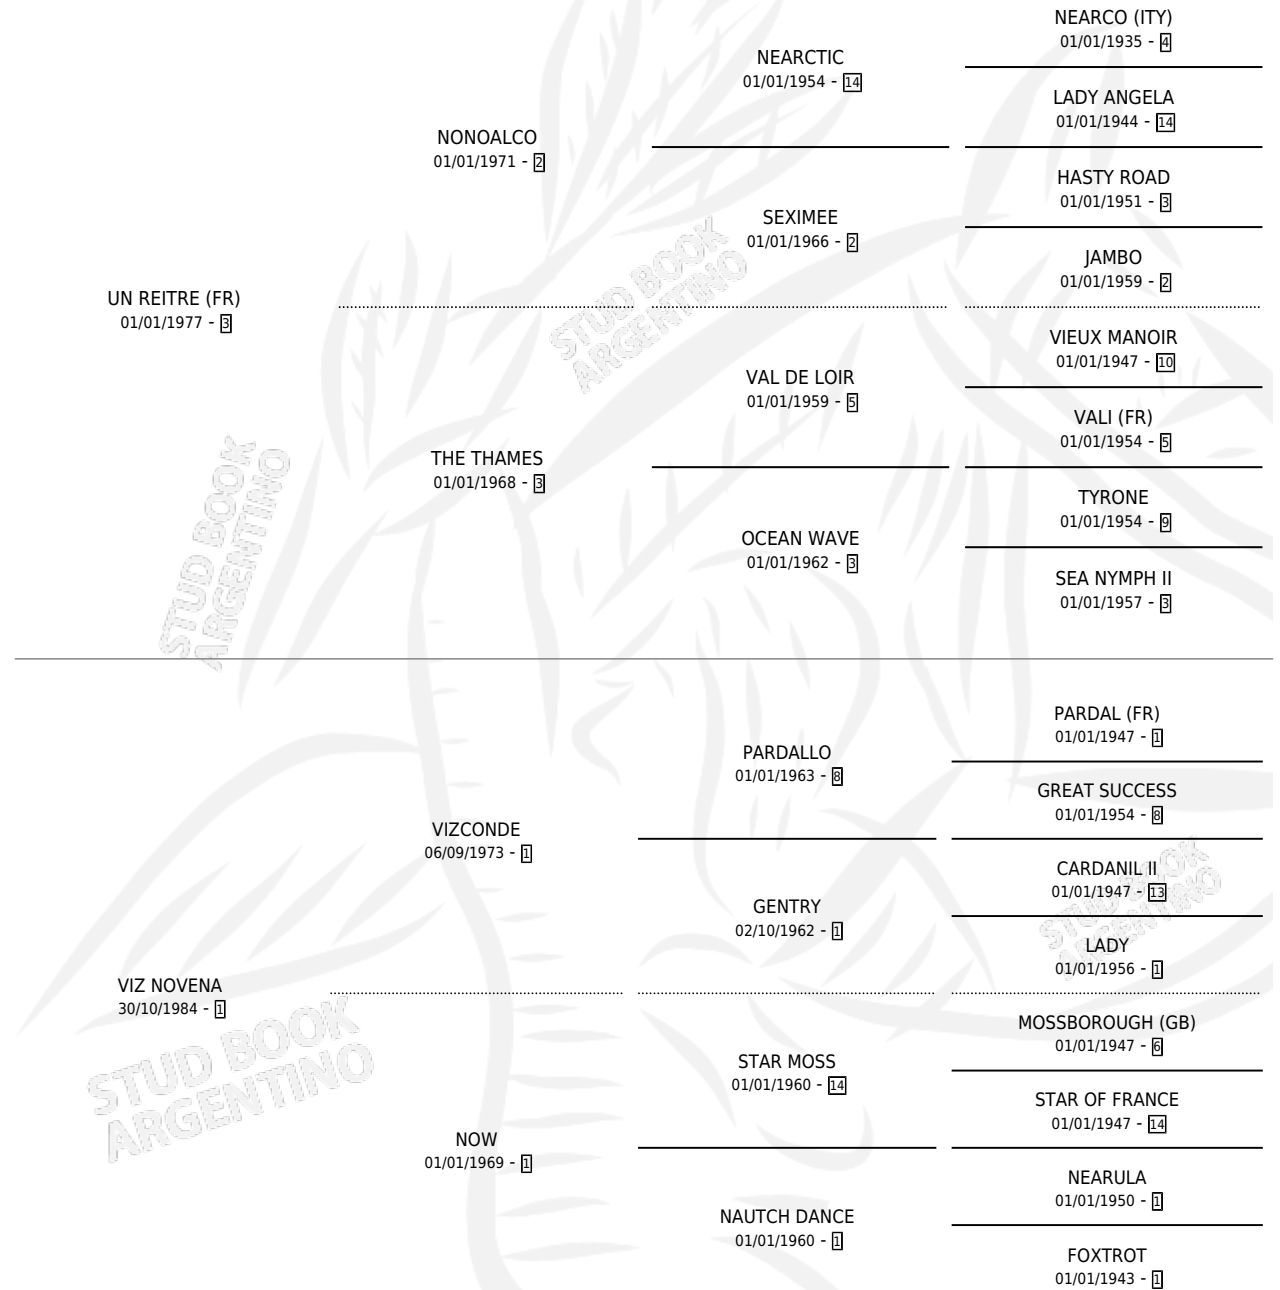 NEARCO (ITY)
01/01/1935 - 4
NEARCTIC
01/01/1954 - 14
LADY ANGELA
01/01/1944 - 14
NONOALCO
01/01/1971 - 2
HASTY ROAD
01/01/1951 - 3
SEXIMEE
01/01/1966 - 2
JAMBO
01/01/1959 - 2
UN REITRE (FR)
01/01/1977 - 3
VIEUX MANOIR
01/01/1947 - 10
VAL DE LOIR
01/01/1959 - 5
VALI (FR)
01/01/1954 - 5
THE THAMES
01/01/1968 - 3
TYRONE
01/01/1954 - 9
OCEAN WAVE
01/01/1962 - 3
SEA NYMPH II
01/01/1957 - 3
PARDAL (FR)
01/01/1947 - 1
PARDALLO
01/01/1963 - 8
GREAT SUCCESS
01/01/1954 - 8
VIZCONDE
06/09/1973 - 1
CARDANIL II
01/01/1947 - 13
GENTRY
02/10/1962 - 1
LADY
01/01/1956 - 1
VIZ NOVENA
30/10/1984 - 1
MOSSBOROUGH (GB)
01/01/1947 - 6
STAR MOSS
01/01/1960 - 14
STAR OF FRANCE
01/01/1947 - 14
NOW
01/01/1969 - 1
NEARULA
01/01/1950 - 1
NAUTCH DANCE
01/01/1960 - 1
FOXTROT
01/01/1943 - 1
STUD BOOK
ARGENTINO
STUD BOOK
ARGENTINO
STUD BOOK
ARGENTINO
STUD BOOK
ARGENTINO